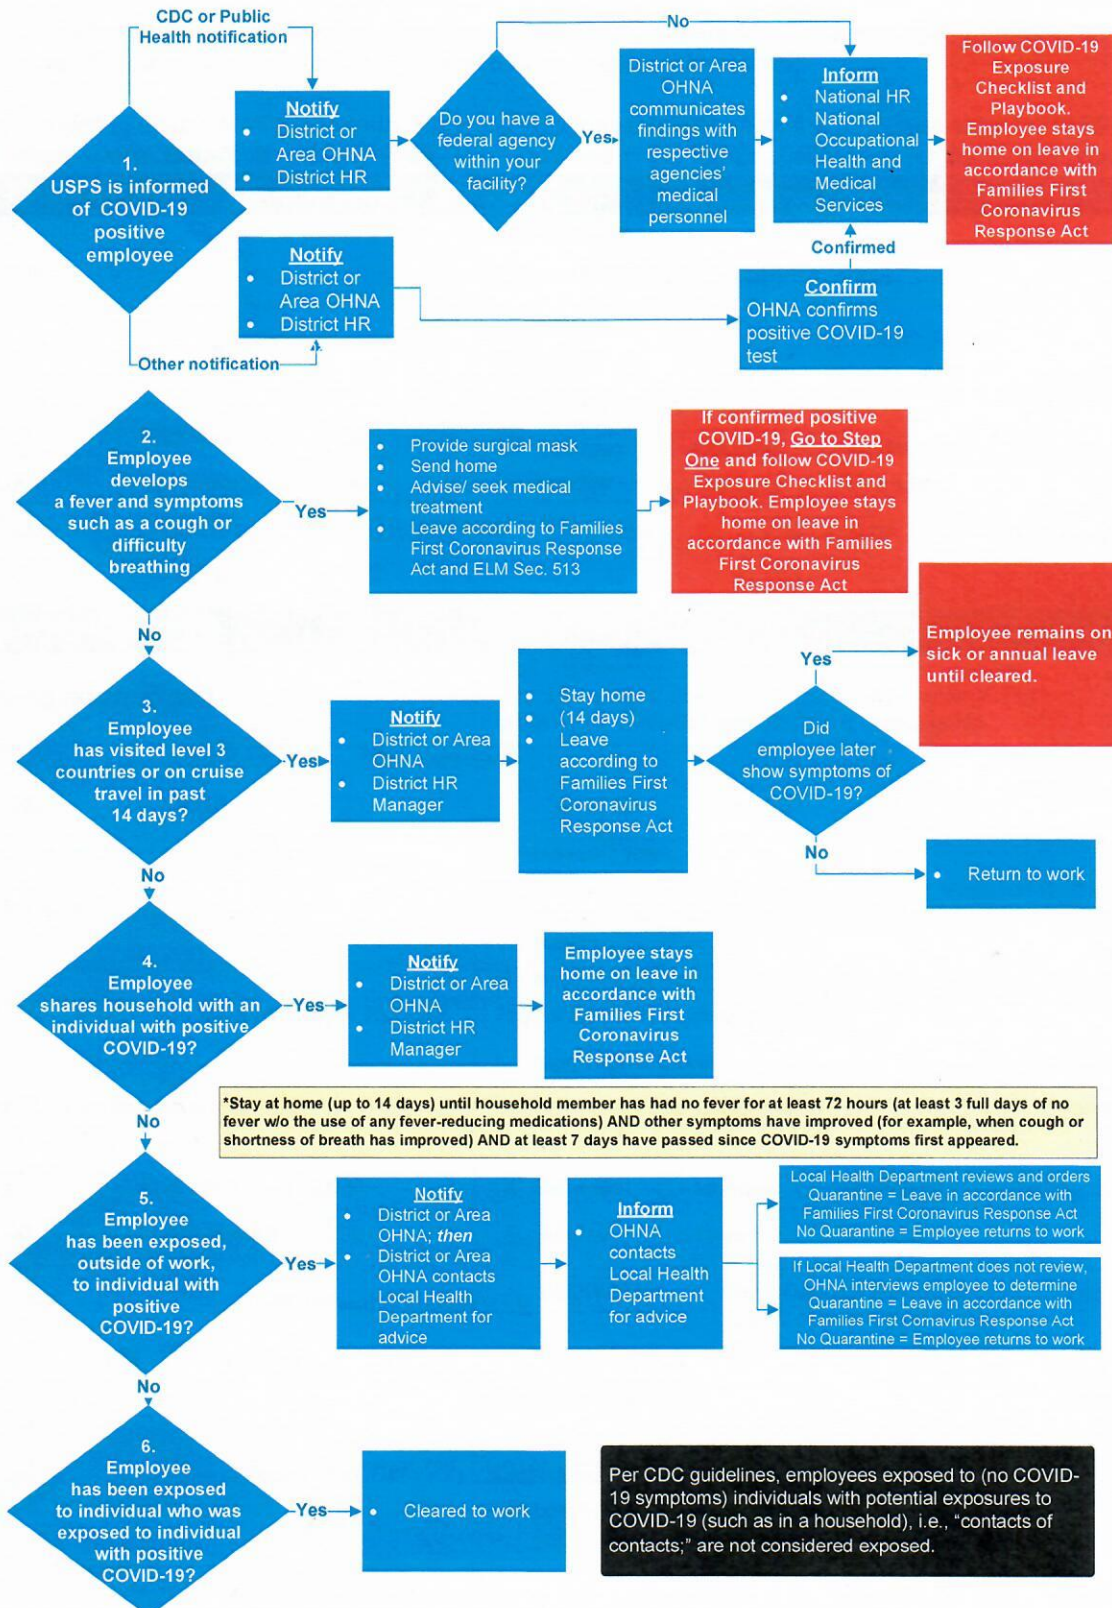 CDC or Public
Health notification
No
1.
USPS is informed
of COVID-19
positive
employee
Notify
• District or
Area OHNA
• District HR
Do you have a
federal agency
within your
facility?
Yes
District or Area
OHNA
communicates
findings with
respective
agencies'
medical
personnel
Inform
• National HR
• National
Occupational
Health and
Medical
Services
Follow COVID-19
Exposure
Checklist and
Playbook.
Employee stays
home on leave in
accordance with
Families First
Coronavirus
Response Act
Notify
• District or
Area OHNA
• District HR
Confirmed
Confirm
OHNA confirms
positive COVID-19
test
Other notification
2.
Employee
develops
a fever and symptoms
such as a cough or
difficulty
breathing
Yes
• Provide surgical mask
• Send home
• Advise/ seek medical
treatment
• Leave according to Families
First Coronavirus Response
Act and ELM Sec. 513
If confirmed positive
COVID-19, Go to Step
One and follow COVID-19
Exposure Checklist and
Playbook. Employee stays
home on leave in
accordance with Families
First Coronavirus
Response Act
No
3.
Employee
has visited level 3
countries or on cruise
travel in past
14 days?
Yes
Notify
• District or Area
OHNA
• District HR
Manager
• Stay home
• (14 days)
• Leave
according to
Families First
Coronavirus
Response Act
Did
employee later
show symptoms of
COVID-19?
Yes
Employee remains on
sick or annual leave
until cleared.
No
• Return to work
No
4.
Employee
shares household with an
individual with positive
COVID-19?
Yes
Notify
• District or Area
OHNA
• District HR
Manager
Employee stays
home on leave in
accordance with
Families First
Coronavirus
Response Act
No
*Stay at home (up to 14 days) until household member has had no fever for at least 72 hours (at least 3 full days of no
fever w/o the use of any fever-reducing medications) AND other symptoms have improved (for example, when cough or
shortness of breath has improved) AND at least 7 days have passed since COVID-19 symptoms first appeared.
5.
Employee
has been exposed,
outside of work,
to individual with
positive
COVID-19?
Yes
Notify
• District or Area
OHNA; then
• District or Area
OHNA contacts
Local Health
Department for
advice
Inform
• OHNA
contacts
Local Health
Department
for advice
Local Health Department reviews and orders
Quarantine = Leave in accordance with
Families First Coronavirus Response Act
No Quarantine = Employee returns to work
If Local Health Department does not review,
OHNA interviews employee to determine
Quarantine = Leave in accordance with
Families First Cornavirus Response Act
No Quarantine = Employee returns to work
No
6.
Employee
has been exposed
to individual who was
exposed to individual
with positive
COVID-19?
Yes
• Cleared to work
Per CDC guidelines, employees exposed to (no COVID-
19 symptoms) individuals with potential exposures to
COVID-19 (such as in a household), i.e., "contacts of
contacts;" are not considered exposed.